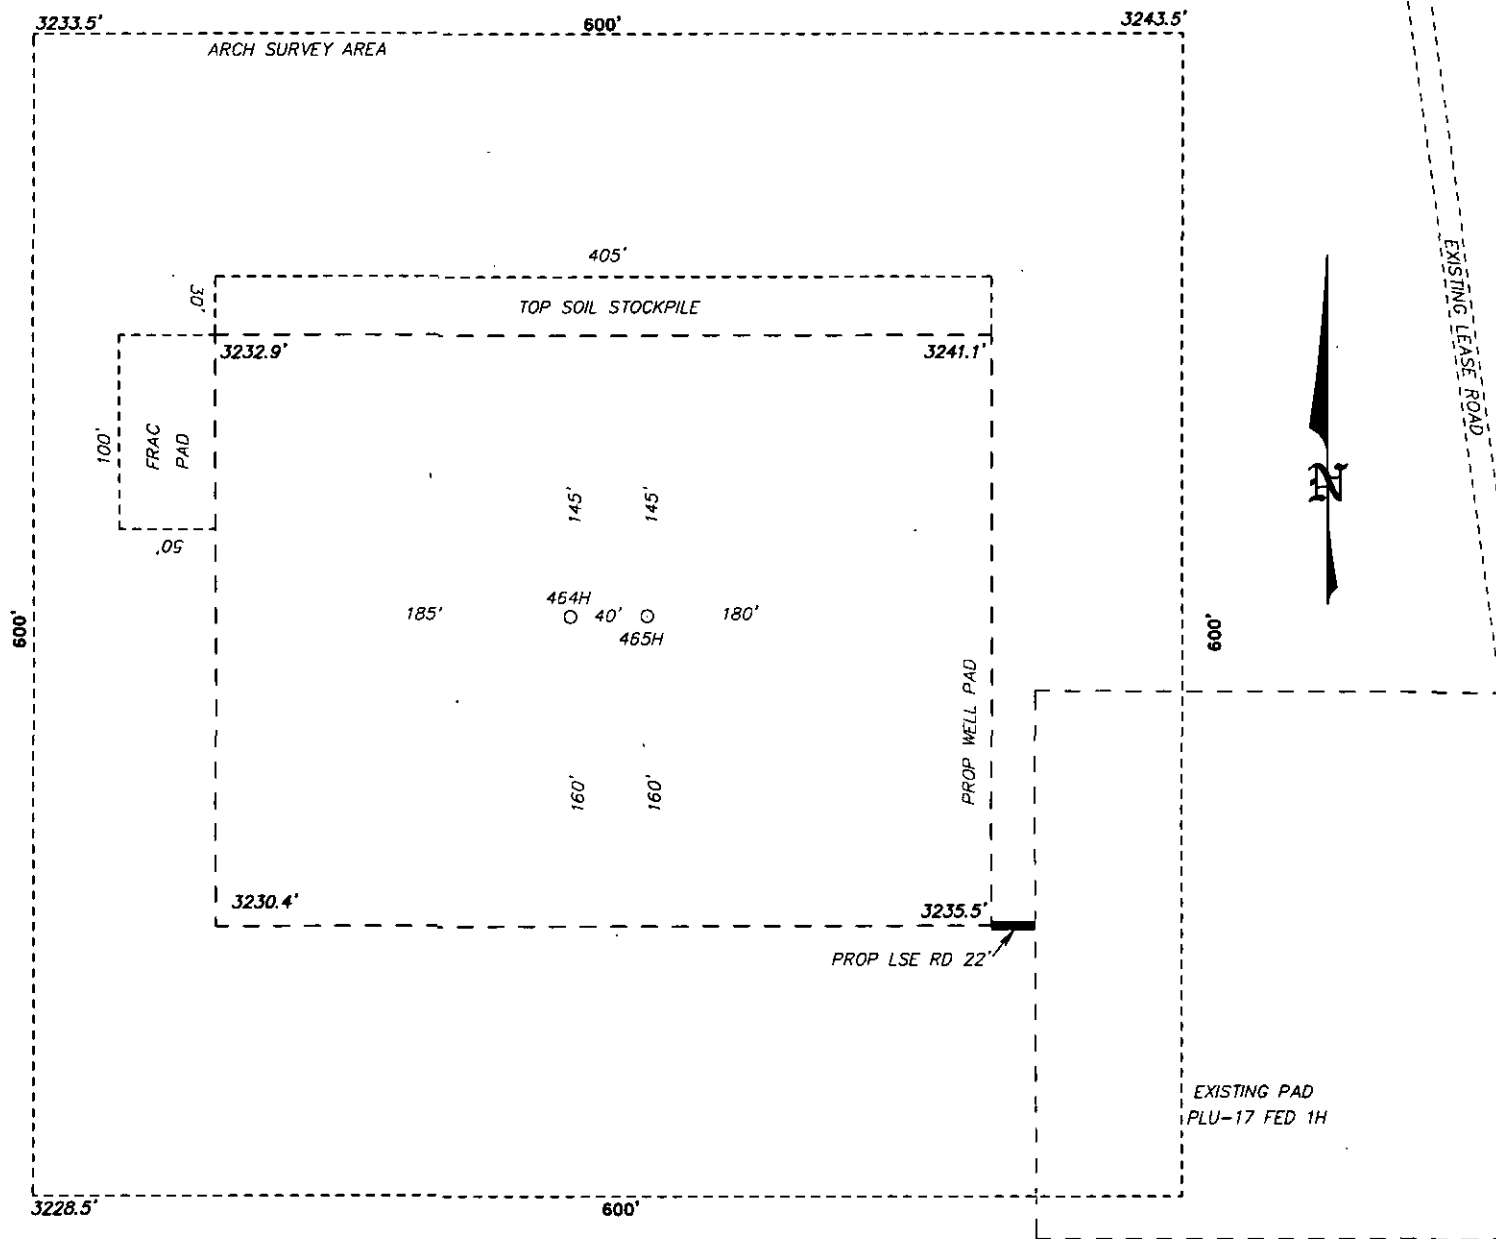 3233.5'
600'
3243.5'
ARCH SURVEY AREA
405'
30'
TOP SOIL STOCKPILE
3232.9'
3241.1'
EXISTING LEASE ROAD
100'
FRAC
PAD
50'
145'
145'
N
185'
464H
40'
465H
180'
600'
600'
PROP WELL PAD
160'
160'
3230.4'
3235.5'
PROP LSE RD 22'
EXISTING PAD
PLU-17 FED 1H
3228.5'
600'